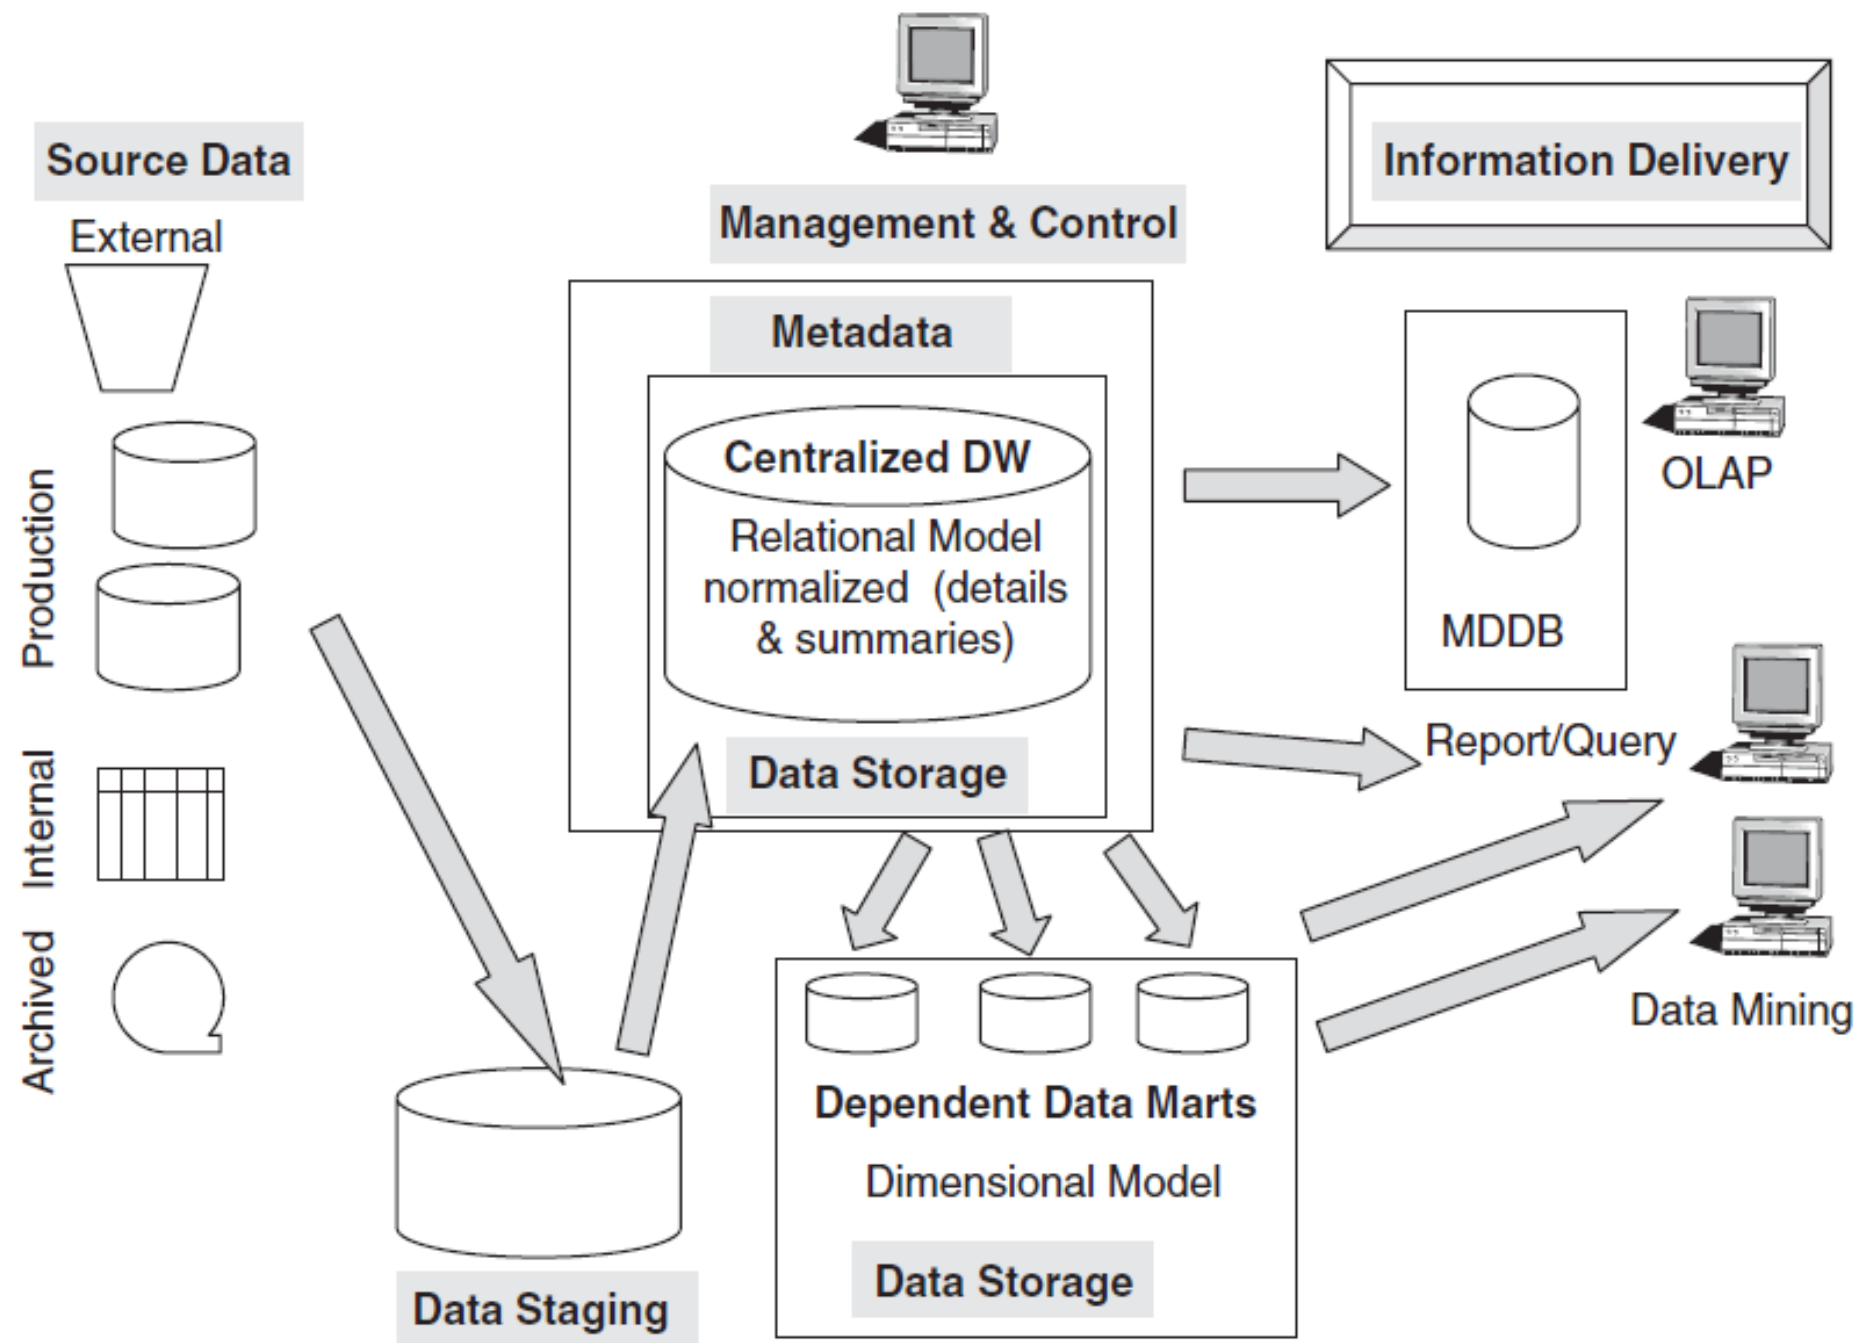 Source Data
External
Production
Internal
Archived
Data Staging
Management & Control
Metadata
Centralized DW
Relational Model
normalized (details
& summaries)
Data Storage
Dependent Data Marts
Dimensional Model
Data Storage
Information Delivery
OLAP
MDDB
Report/Query
Data Mining